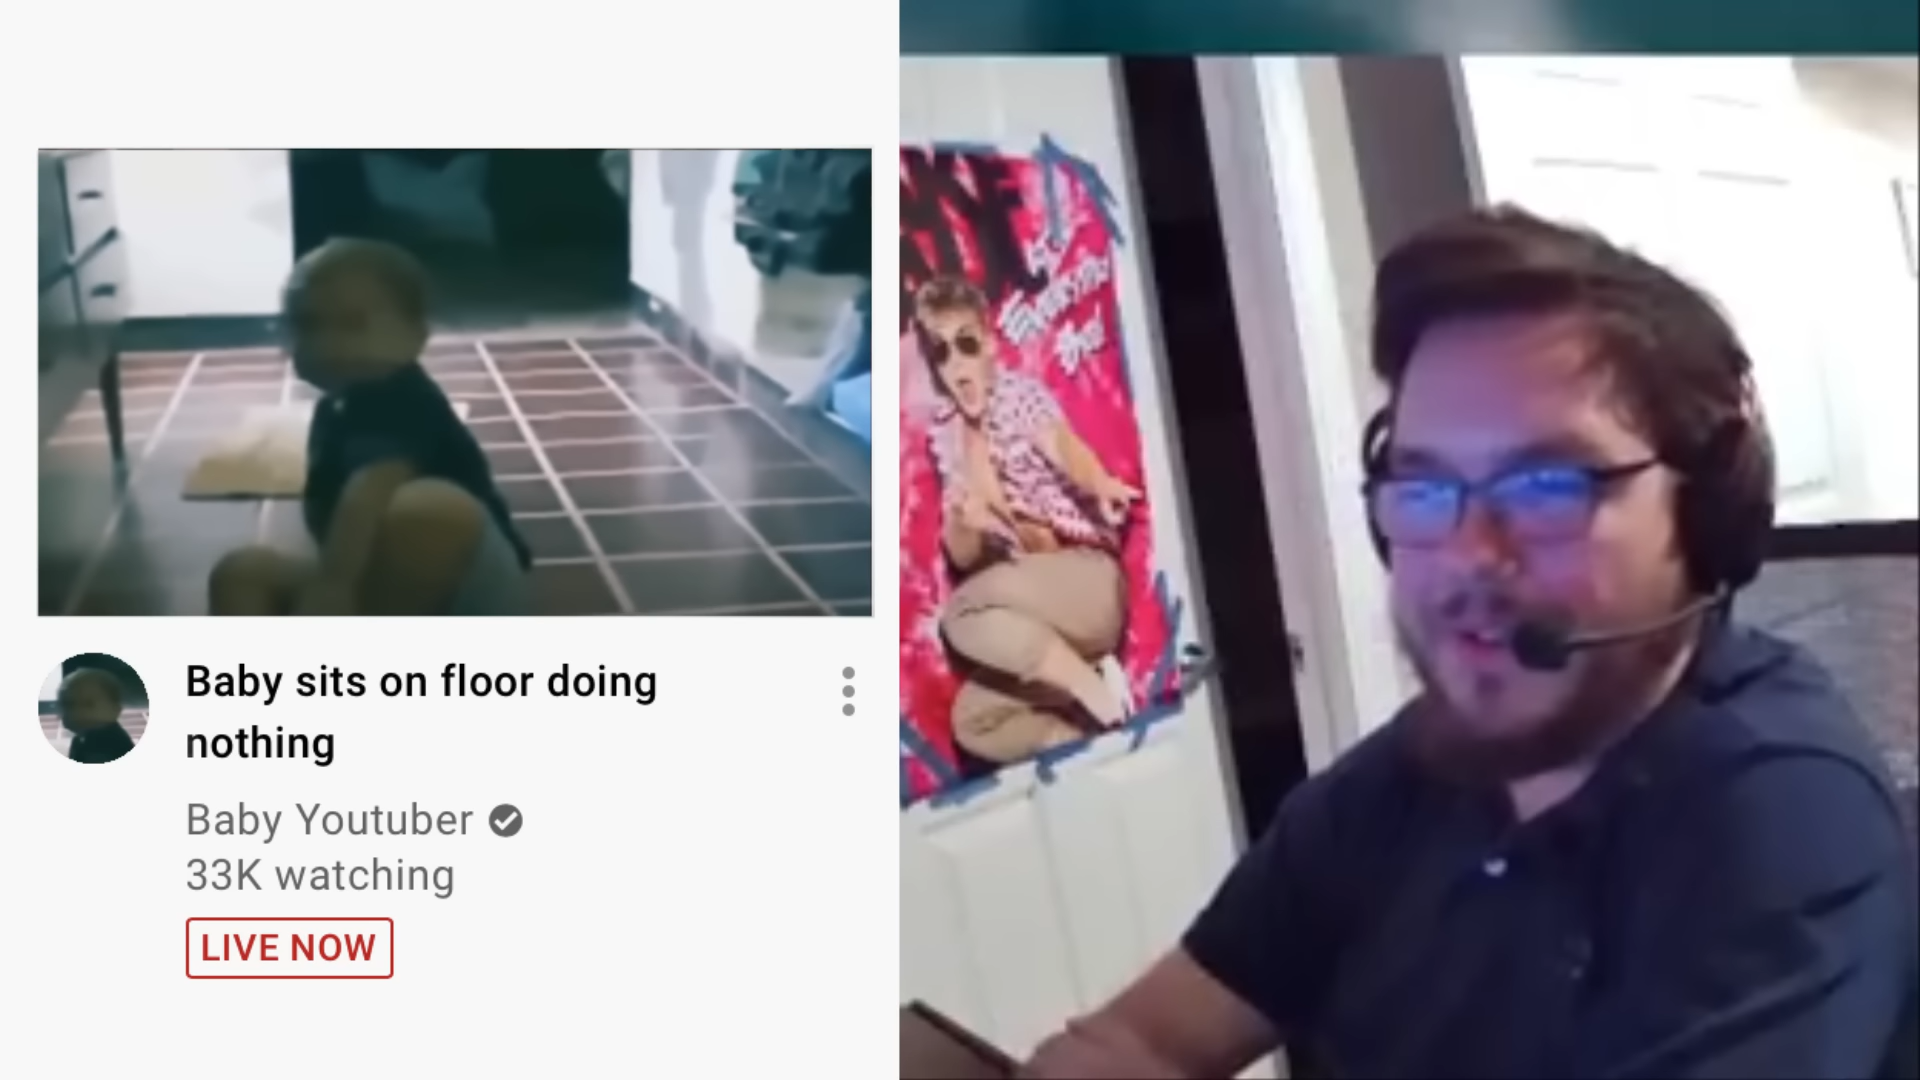 Baby sits on floor doing
nothing
Baby Youtuber
33K watching
LIVE NOW